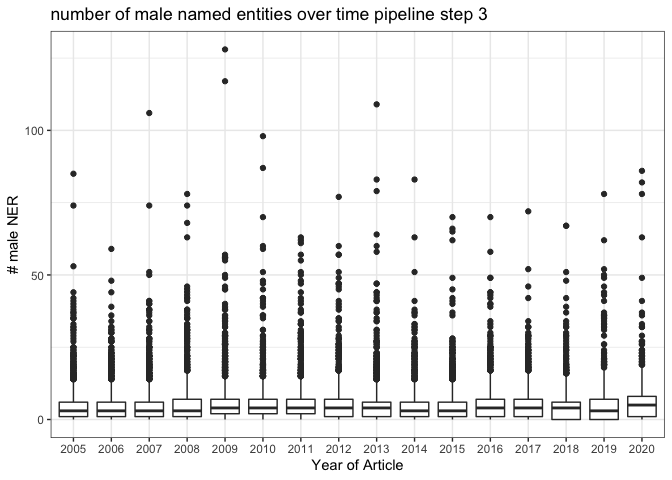 number of male named entities over time pipeline step 3
# male NER
100
50
0
2005 2006 2007 2008 2009 2010 2011 2012 2013 2014 2015 2016 2017 2018 2019 2020
Year of Article